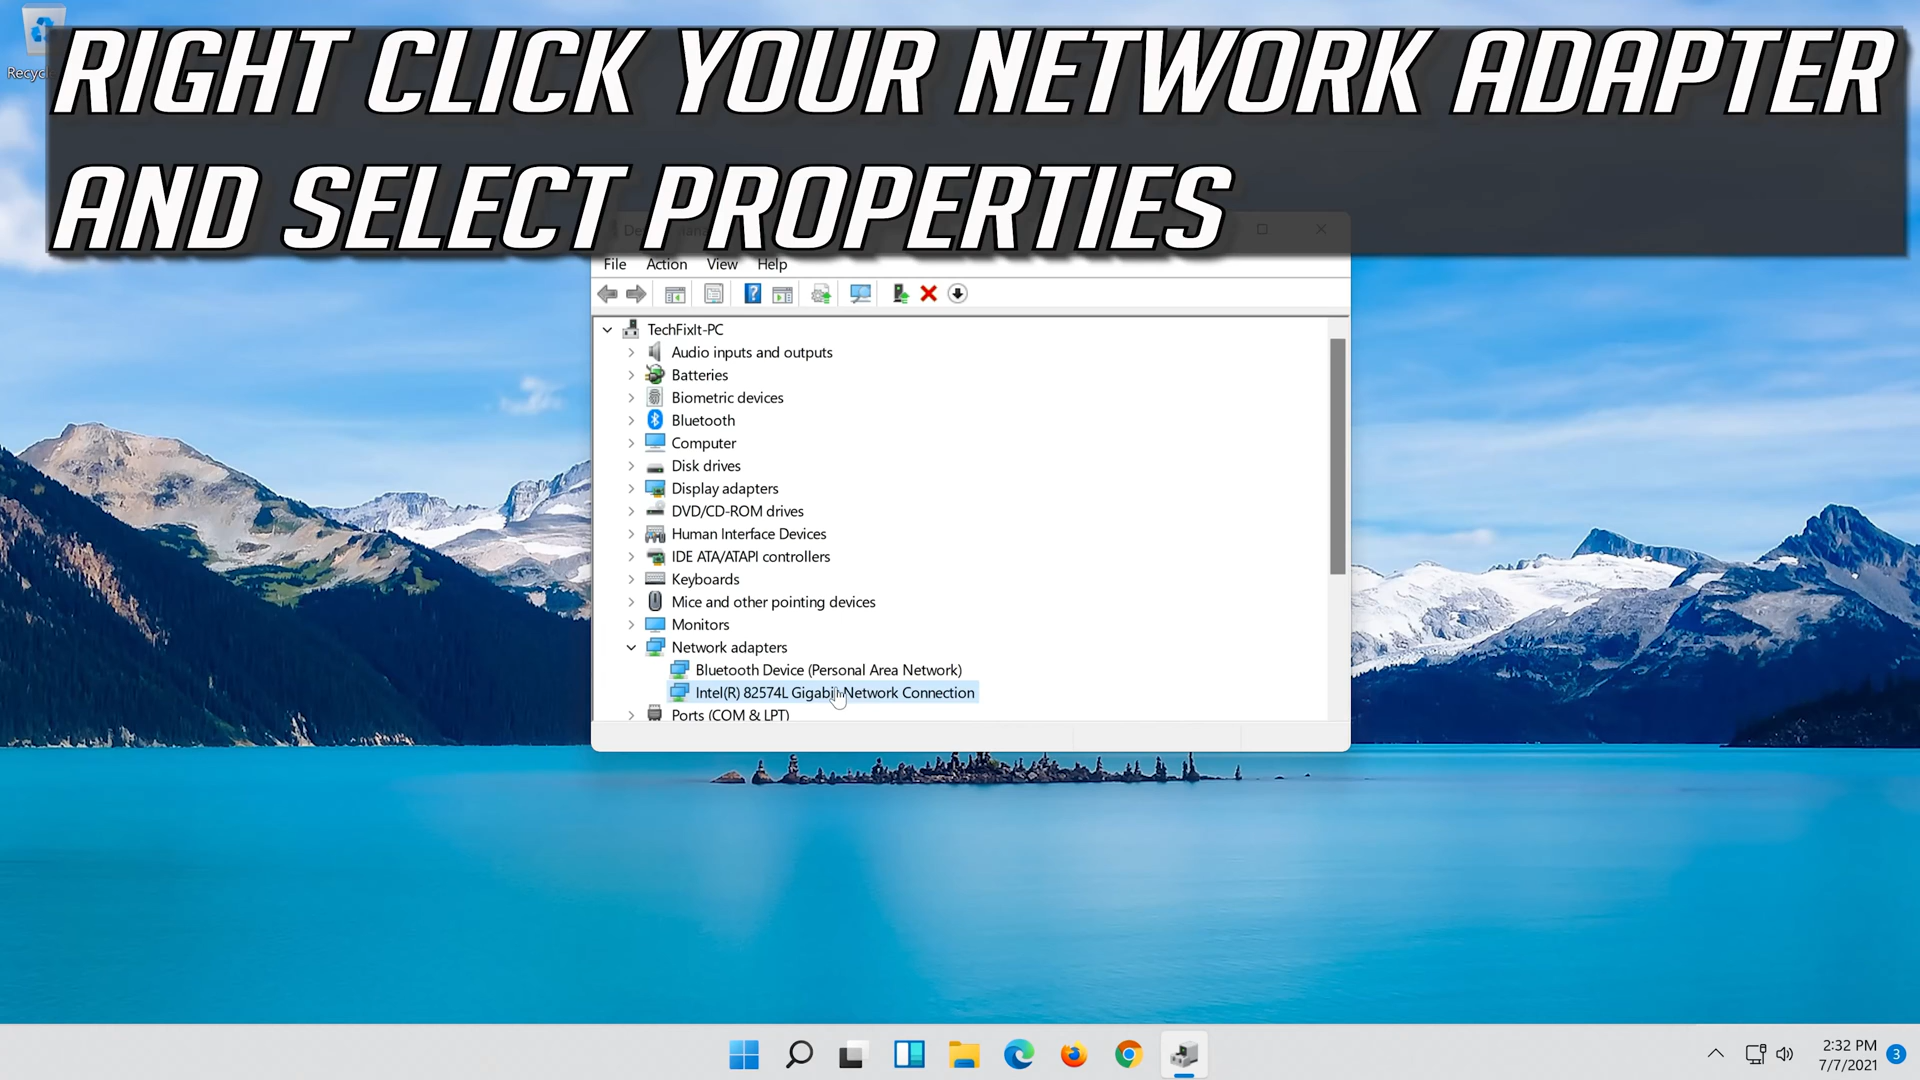 RIGHT CLICK YOUR NETWORK ADAPTER
AND SELECT PROPERTIES
File Action View Help
TechFixIt-PC
Audio inputs and outputs
Batteries
Biometric devices
Bluetooth
Computer
Disk drives
Display adapters
DVD/CD-ROM drives
Human Interface Devices
IDE ATA/ATAPI controllers
Keyboards
Mice and other pointing devices
Monitors
Network adapters
Bluetooth Device (Personal Area Network)
Intel(R) 82574L Gigabit Network Connection
Ports (COM & LPT)
2:32 PM
7/7/2021
3